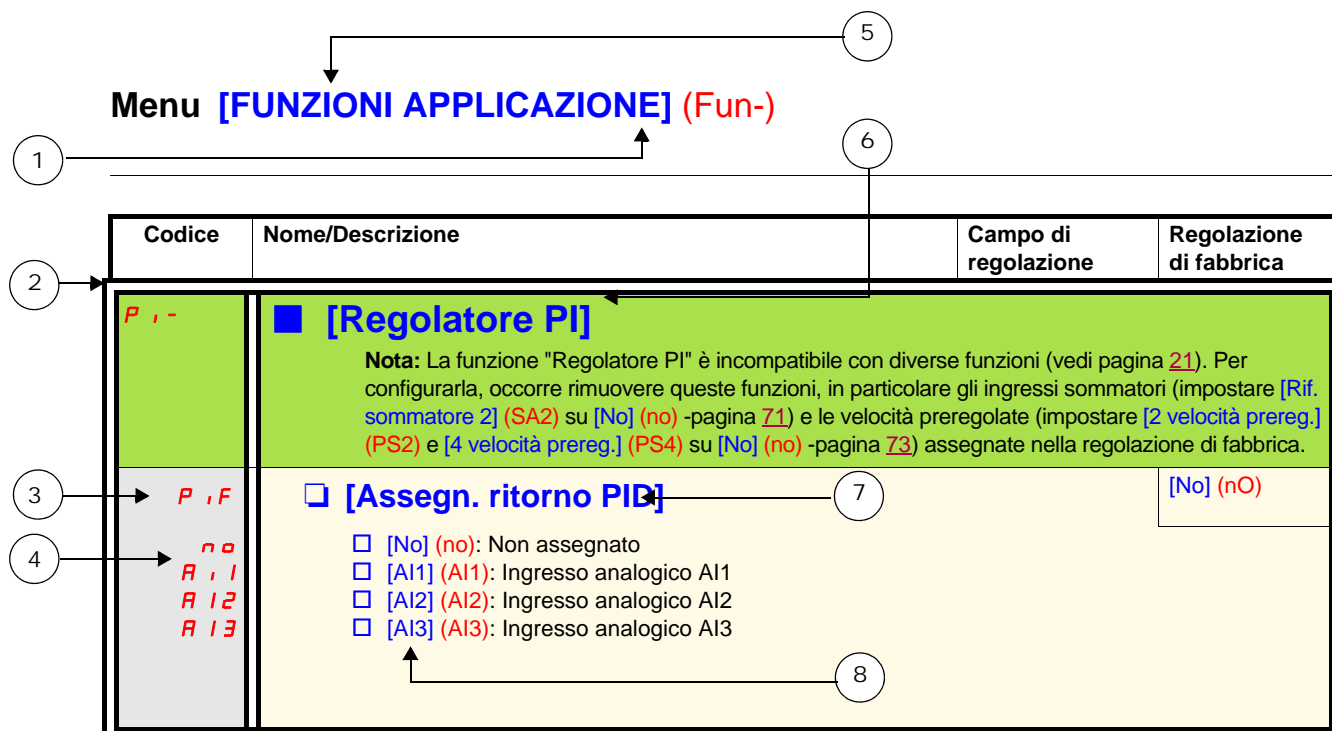 5
Menu [FUNZIONI APPLICAZIONE] (Fun-)
1
6
Codice Nome/Descrizione Campo di regolazione Regolazione di fabbrica
2
Pi- [Regolatore PI]
Nota: La funzione "Regolatore PI" è incompatibile con diverse funzioni (vedi pagina 21). Per
configurarla, occorre rimuovere queste funzioni, in particolare gli ingressi sommatori (impostare [Rif.
sommatore 2] (SA2) su [No] (no) -pagina 71) e le velocità preregolate (impostare [2 velocità prereg.]
(PS2) e [4 velocità prereg.] (PS4) su [No] (no) -pagina 73) assegnate nella regolazione di fabbrica.
3 PiF [Assegn. ritorno PID] 7 [No] (nO)
4
no [No] (no): Non assegnato
Ai1 [AI1] (AI1): Ingresso analogico AI1
AI2 [AI2] (AI2): Ingresso analogico AI2
AI3 [AI3] (AI3): Ingresso analogico AI3
8